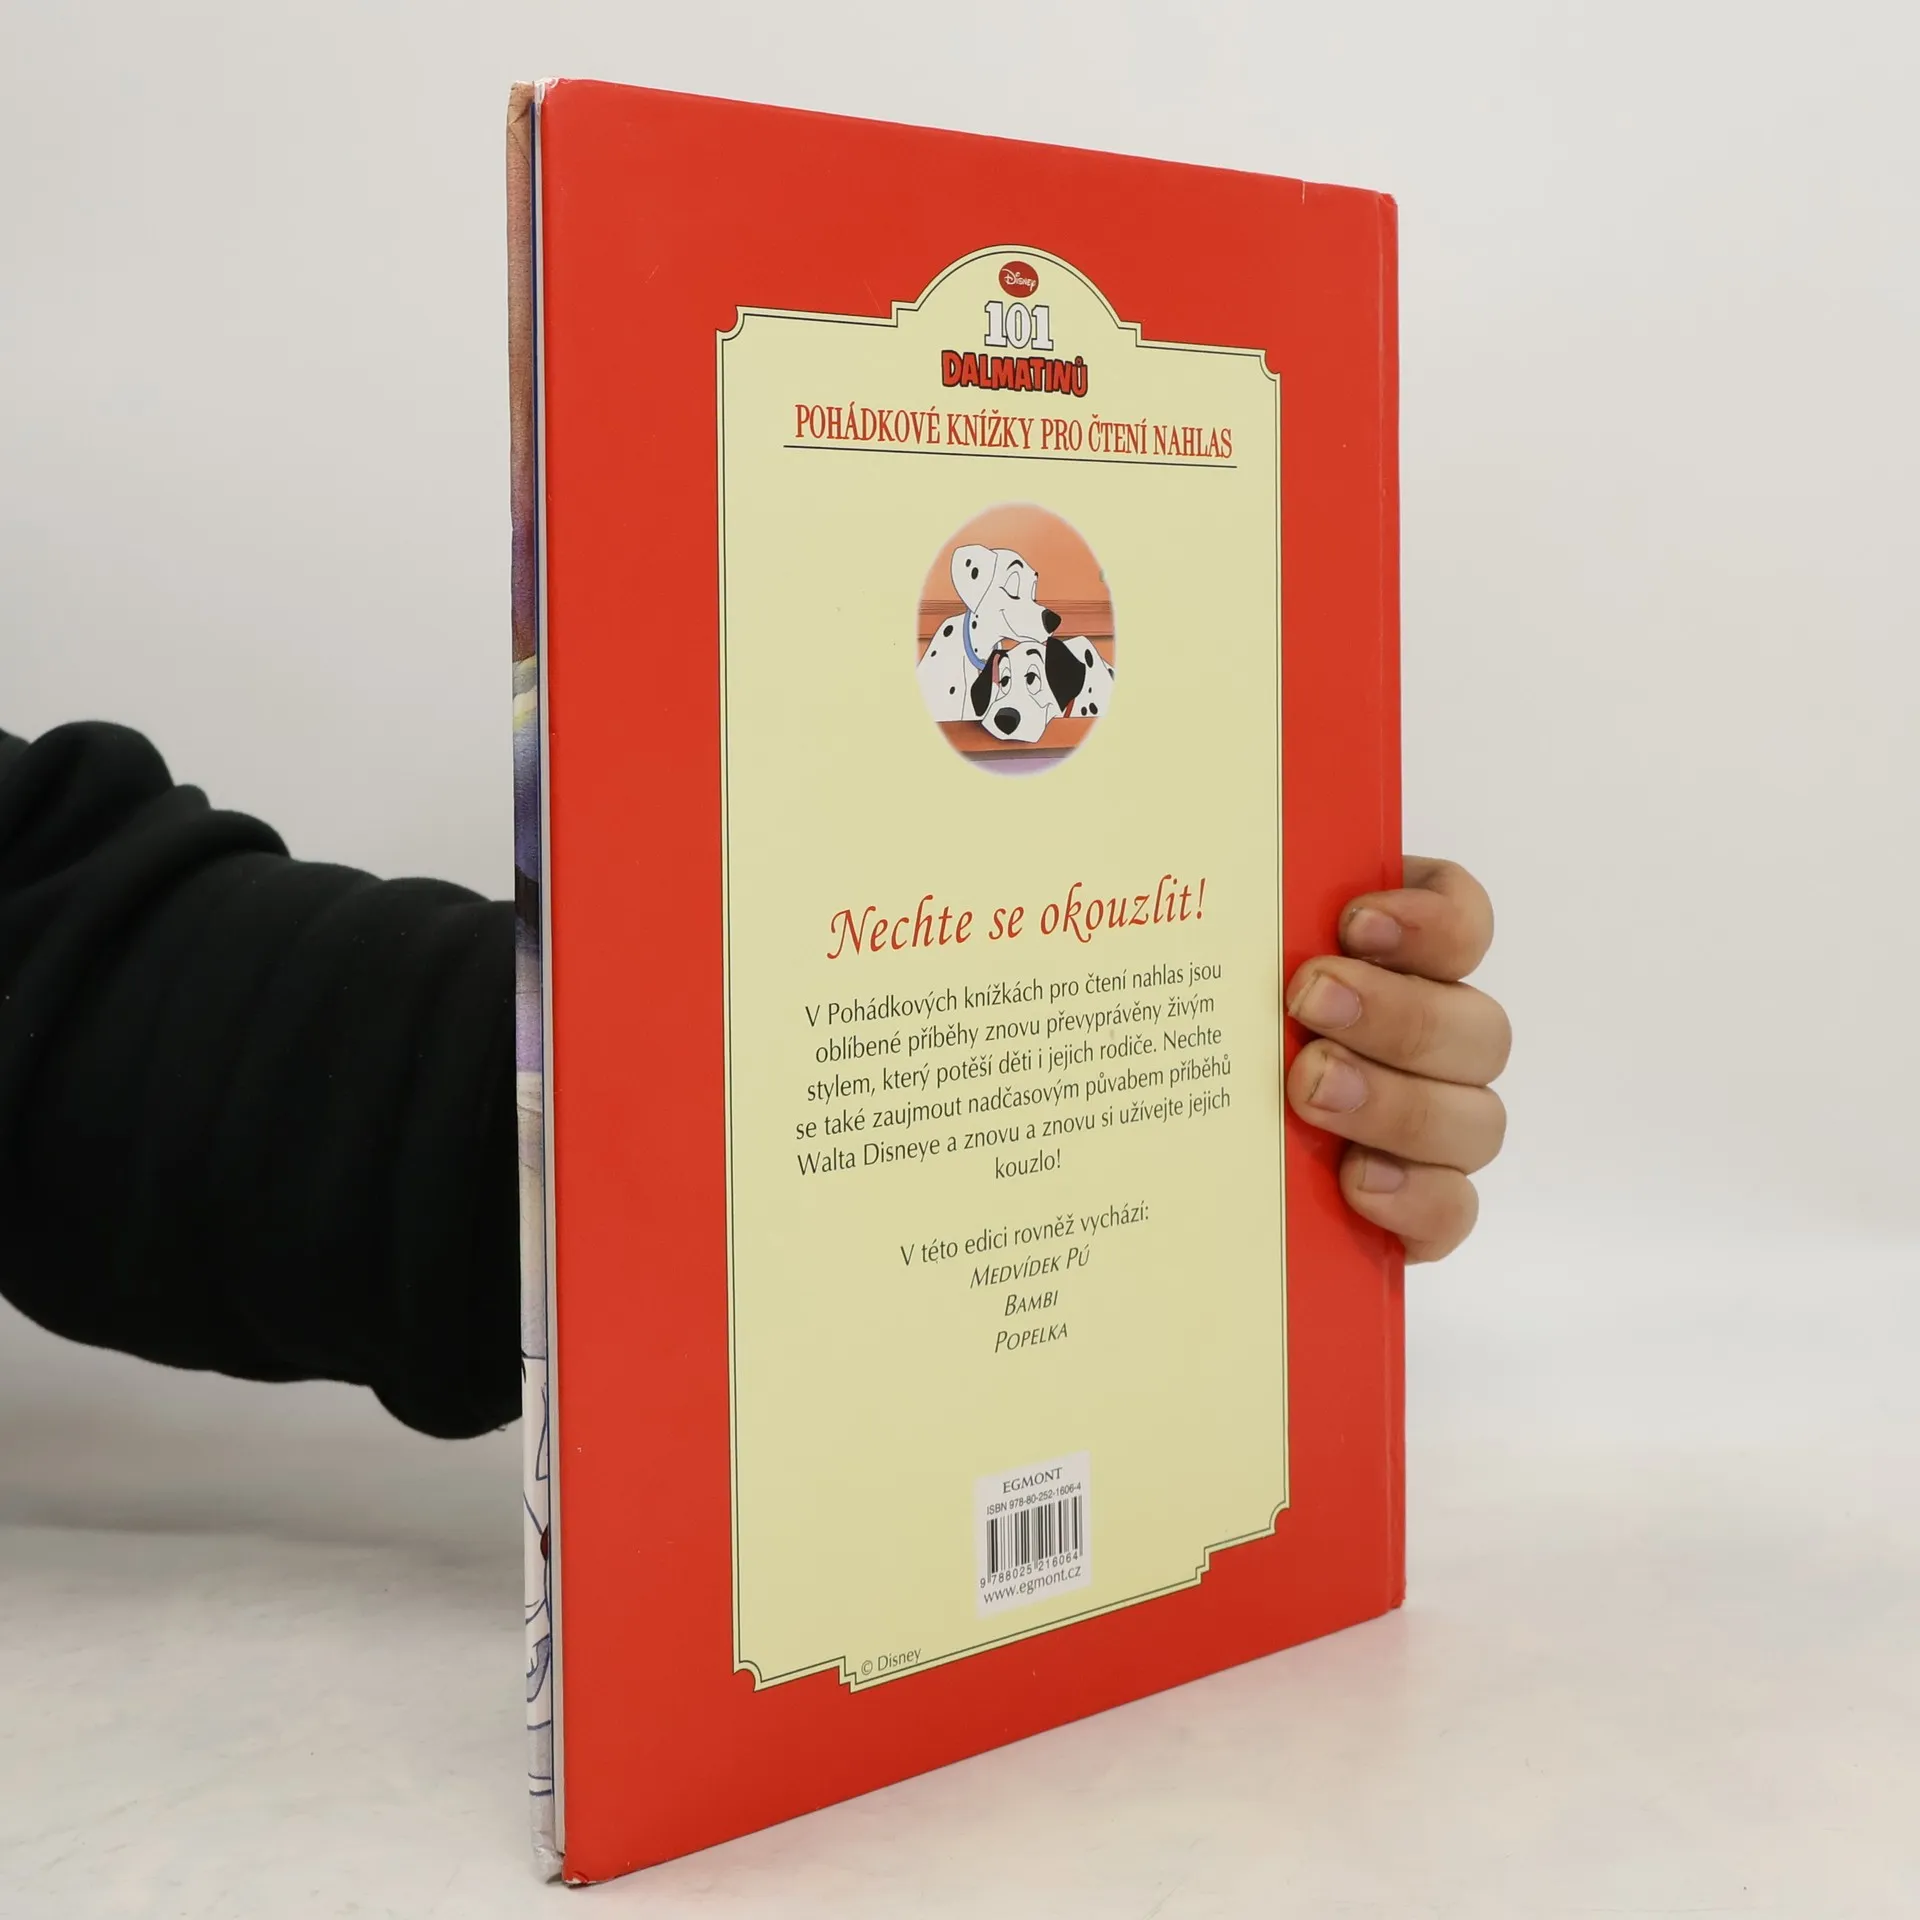 Disney
101
DALMATINŮ
POHÁDKOVÉ KNÍŽKY PRO ČTENÍ NAHLAS
Nechte se okouzlit!
V Pohádkových knížkách pro čtení nahlas jsou
oblíbené příběhy znovu převyprávěny živým
stylem, který potěší děti i jejich rodiče. Nechte
se také zaujmout nadčasovým půvabem příběhů
Walta Disneye a znovu a znovu si užívejte jejich
kouzlo!
V této edici rovněž vychází:
MEDVÍDEK PÚ
BAMBI
POPELKA
EGMONT
ISBN 978-80-252-1606-4
9 788025 216064
www.egmont.cz
© Disney